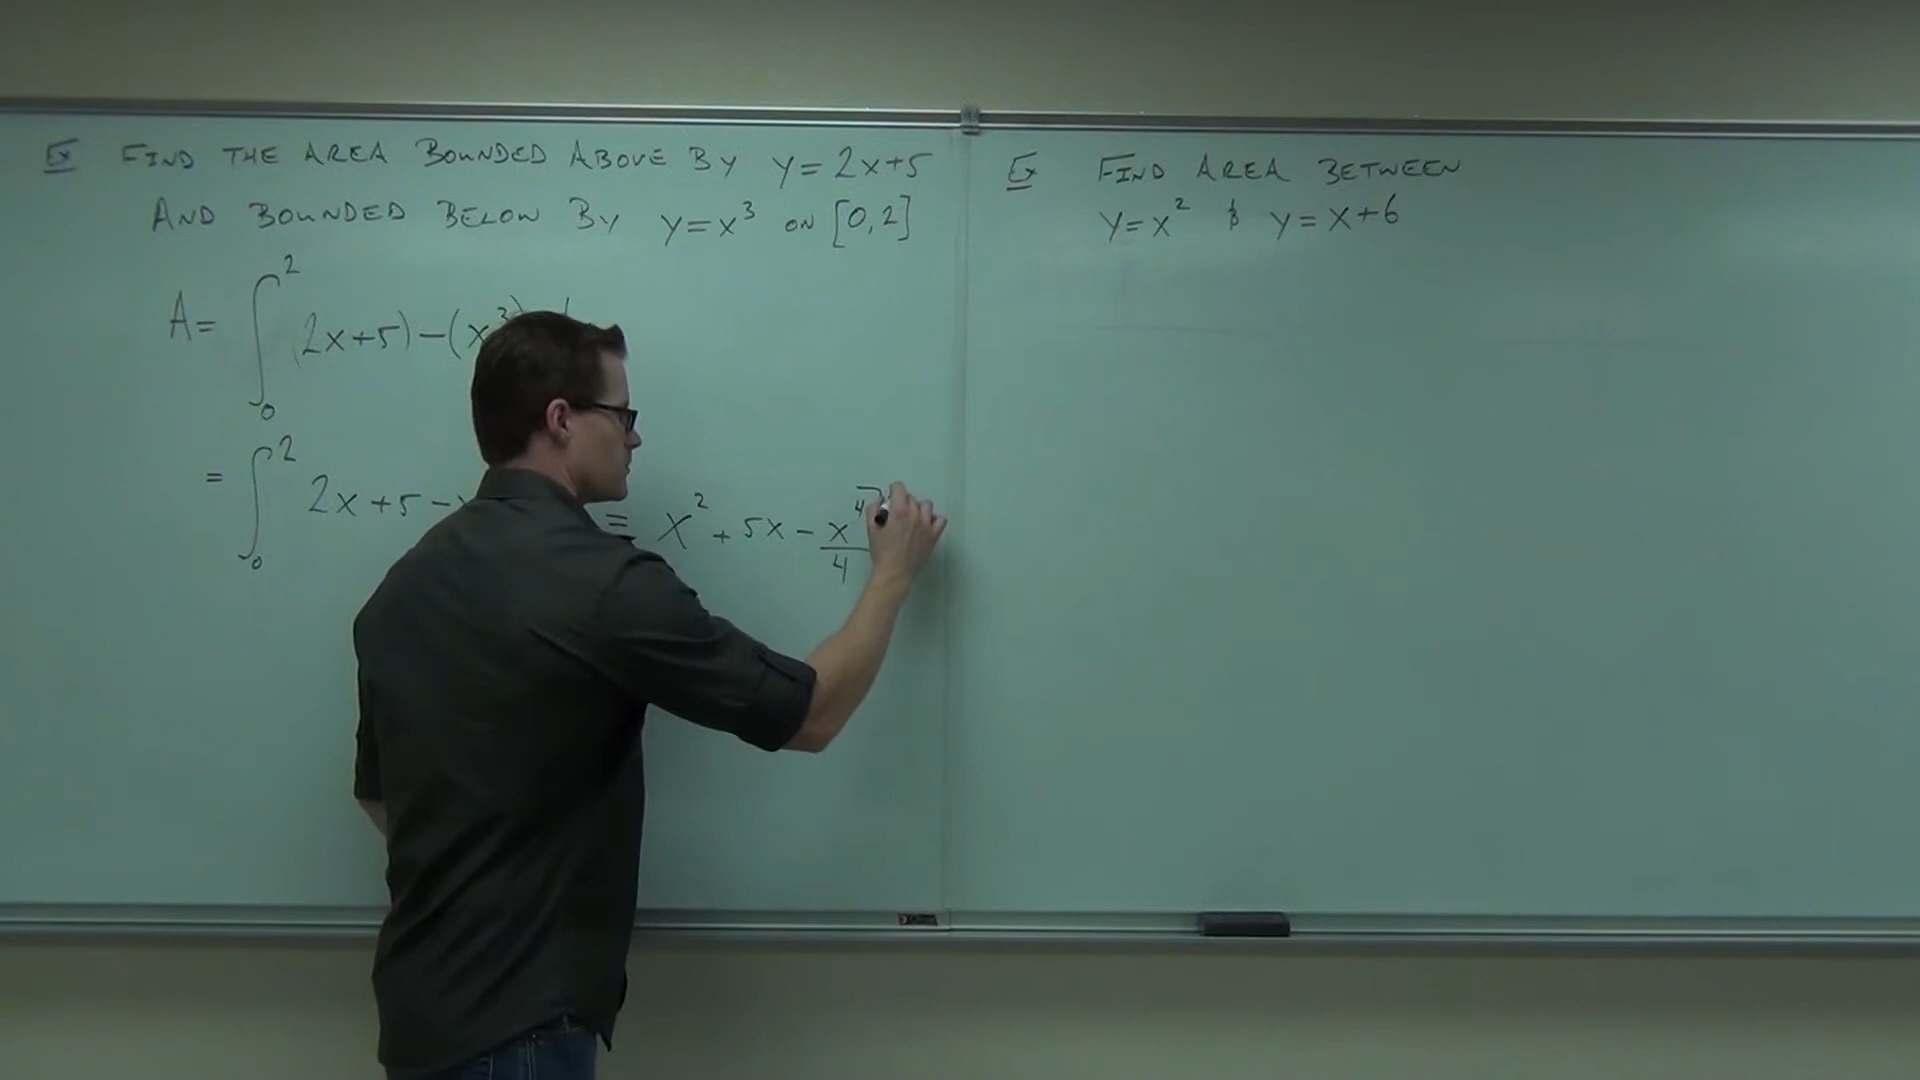 Ex FIND THE AREA BOUNDED ABOVE BY y=2x+5
AND BOUNDED BELOW BY y=x³ ON [0,2]
A= ∫₀² (2x+5)-(x³)
= ∫₀² 2x+5-x
= x²+5x-x⁴/4
Ex FIND AREA BETWEEN
y=x² & y=x+6